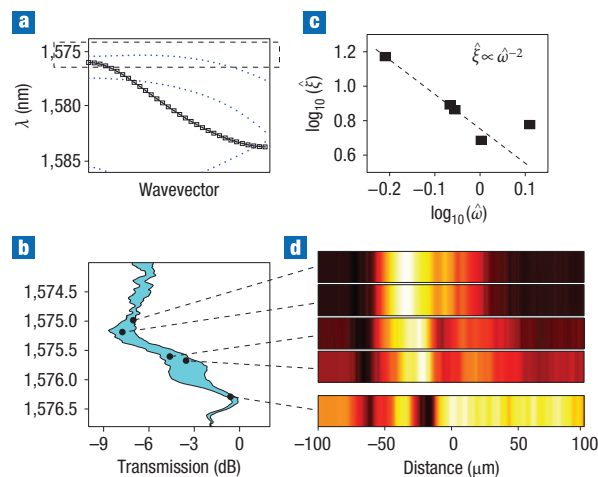 a
1,575
1,580
1,585
λ (nm)
Wavevector
b
1,574.5
1,575.0
1,575.5
1,576.0
1,576.5
−9 −6 −3 0
Transmission (dB)
c
ξ̂ ∝ ω̂⁻²
1.2
1.0
0.8
0.6
log₁₀(ξ̂)
−0.2 −0.1 0 0.1
log₁₀(ω̂)
d
−100 −50 0 50 100
Distance (μm)